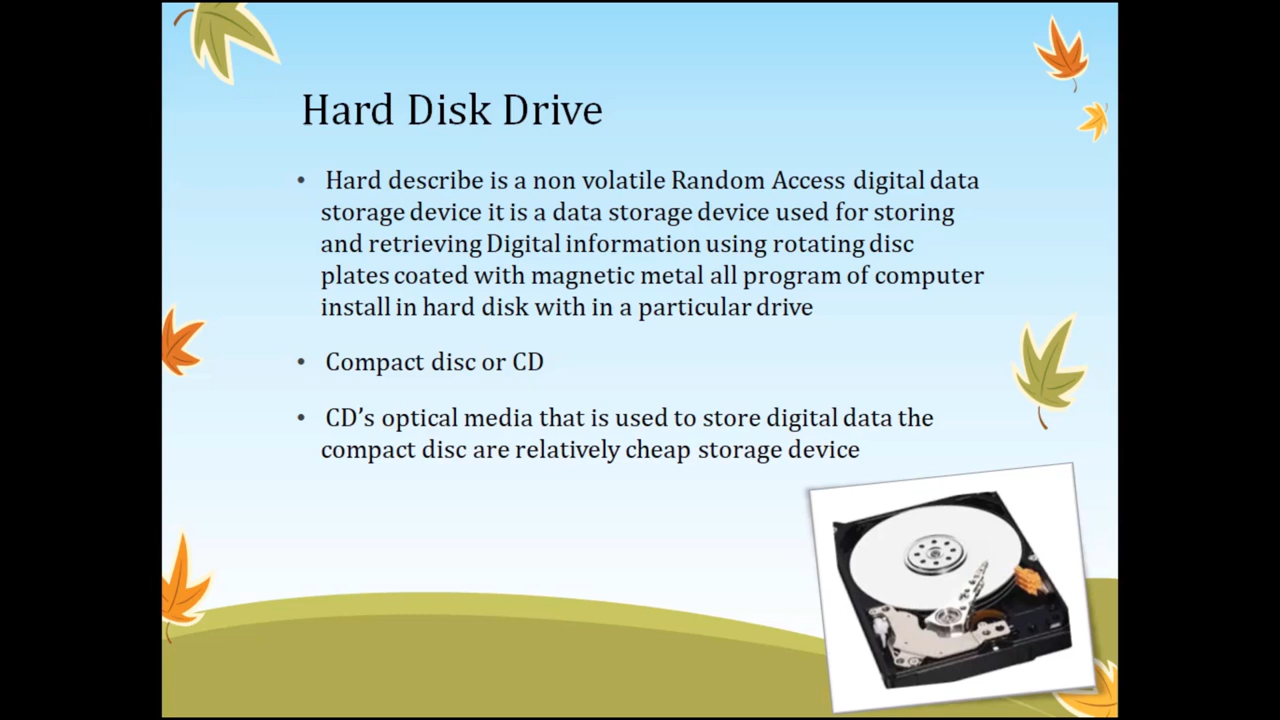 Hard Disk Drive
• Hard describe is a non volatile Random Access digital data
storage device it is a data storage device used for storing
and retrieving Digital information using rotating disc
plates coated with magnetic metal all program of computer
install in hard disk with in a particular drive
• Compact disc or CD
• CD’s optical media that is used to store digital data the
compact disc are relatively cheap storage device